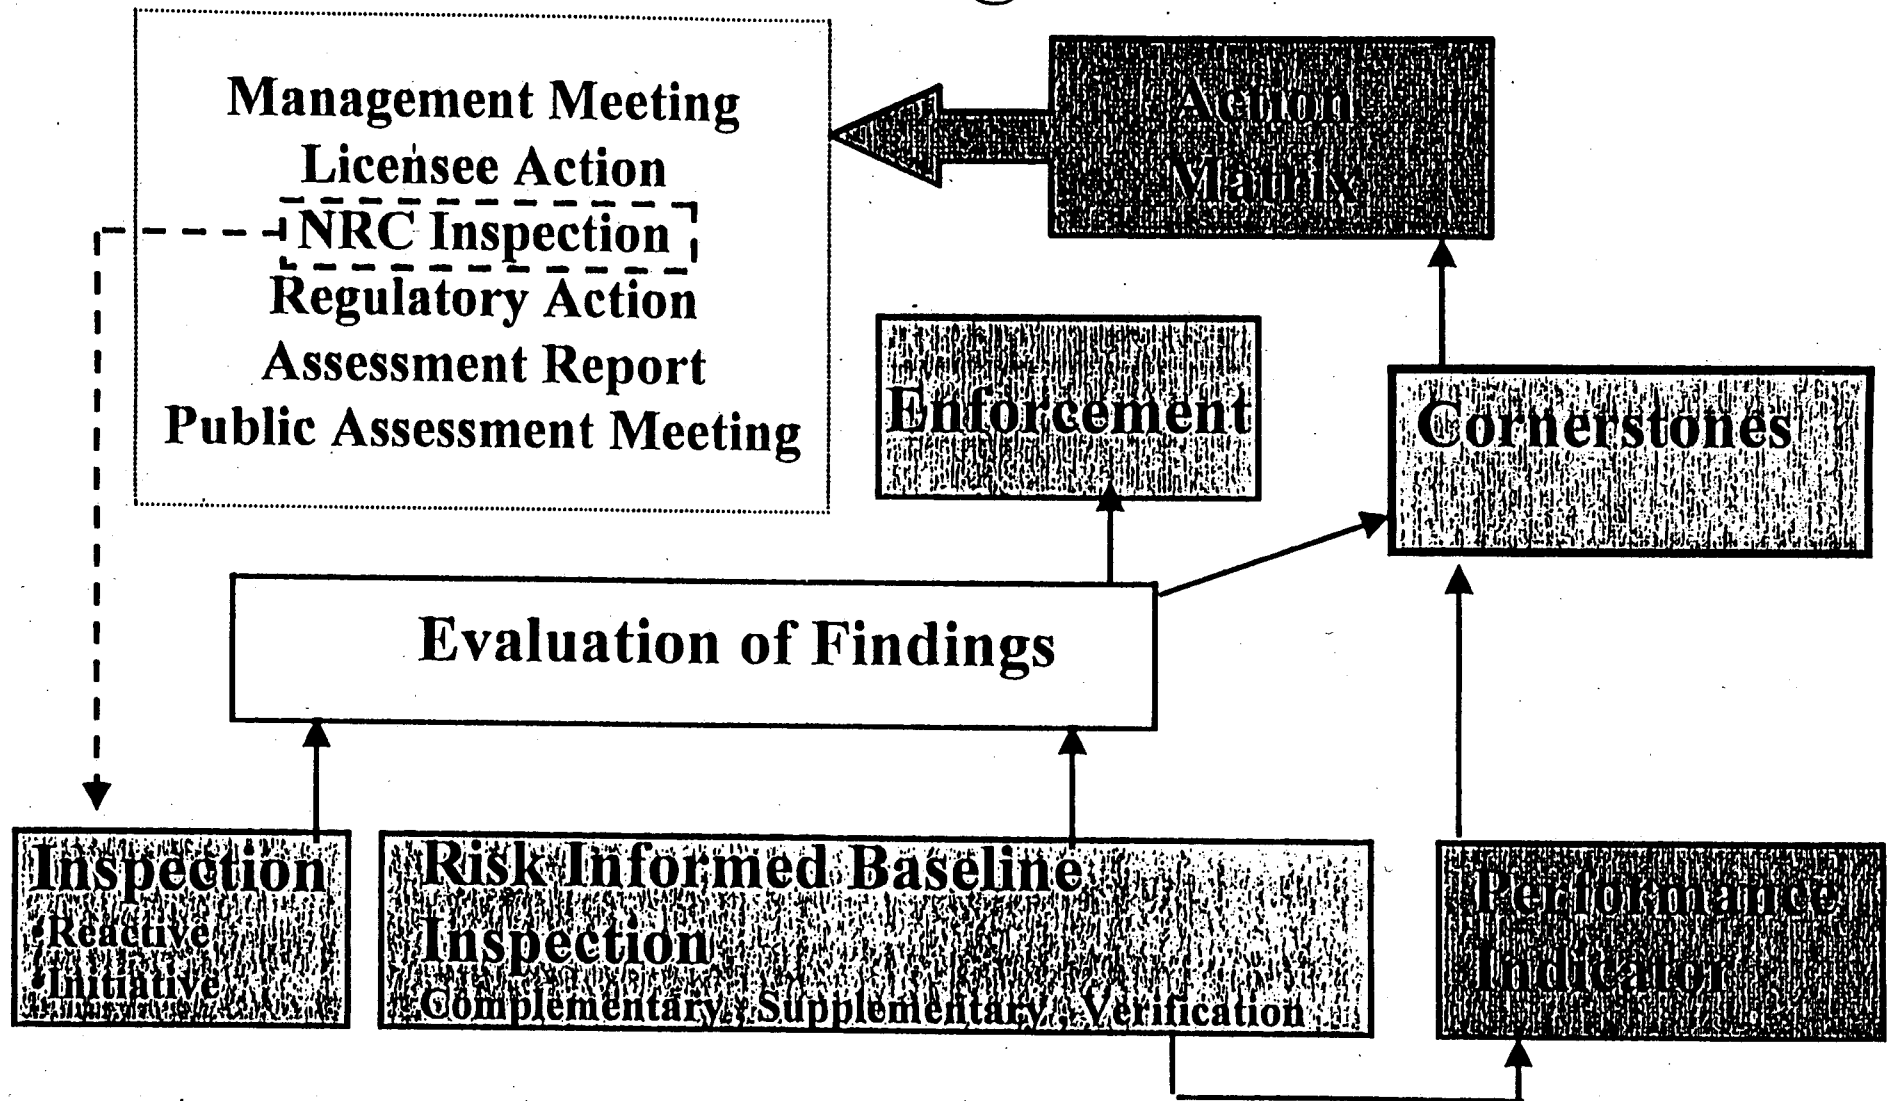 Management Meeting
Licensee Action
NRC Inspection
Regulatory Action
Assessment Report
Public Assessment Meeting
Action
Matrix
Enforcement
Cornerstones
Evaluation of Findings
Inspection
•Reactive
•Initiative
Risk Informed Baseline
Inspection
Complementary, Supplementary, Verification
Performance
Indicator